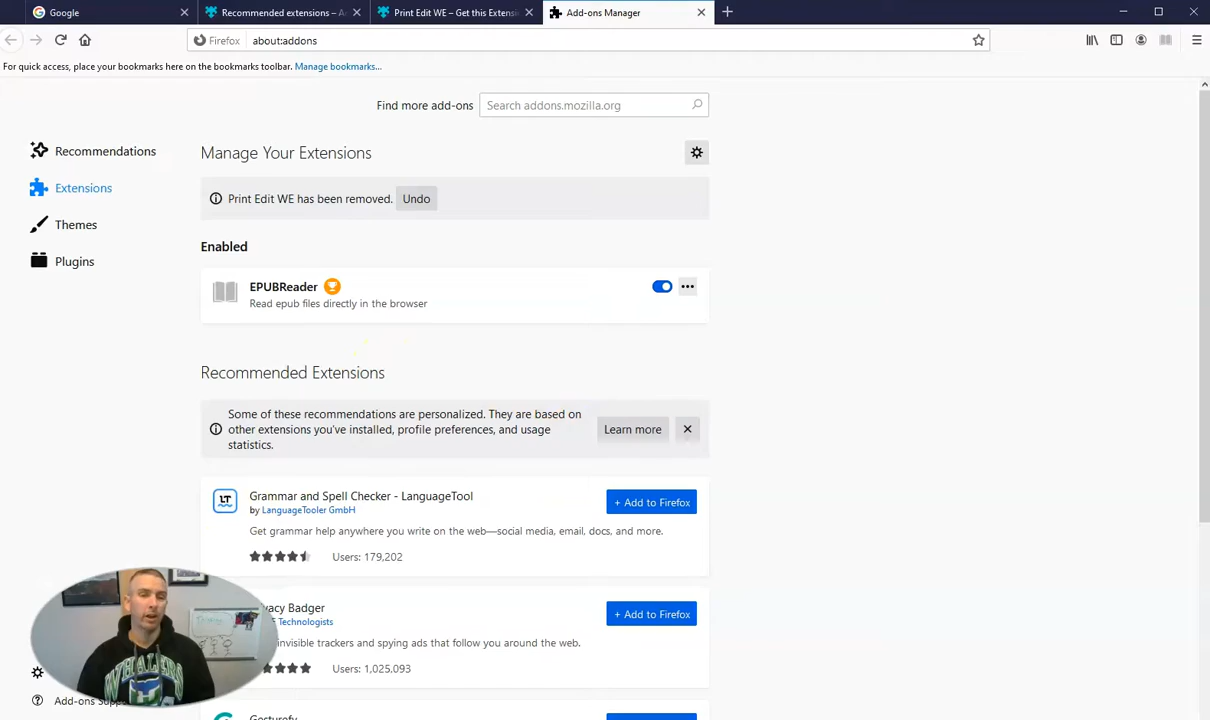 Google
Recommended extensions – A
Print Edit WE – Get this Extensi
Add-ons Manager
Firefox
about:addons
For quick access, place your bookmarks here on the bookmarks toolbar. Manage bookmarks...
Find more add-ons
Search addons.mozilla.org
Recommendations
Extensions
Themes
Plugins
Manage Your Extensions
Print Edit WE has been removed.
Undo
Enabled
EPUBReader
Read epub files directly in the browser
Recommended Extensions
Some of these recommendations are personalized. They are based on
other extensions you've installed, profile preferences, and usage
statistics.
Learn more
Grammar and Spell Checker - LanguageTool
by LanguageTooler GmbH
+ Add to Firefox
Get grammar help anywhere you write on the web—social media, email, docs, and more.
Users: 179,202
vacy Badger
Technologists
+ Add to Firefox
invisible trackers and spying ads that follow you around the web.
Users: 1,025,093
Add-ons Suppo
WHALERS